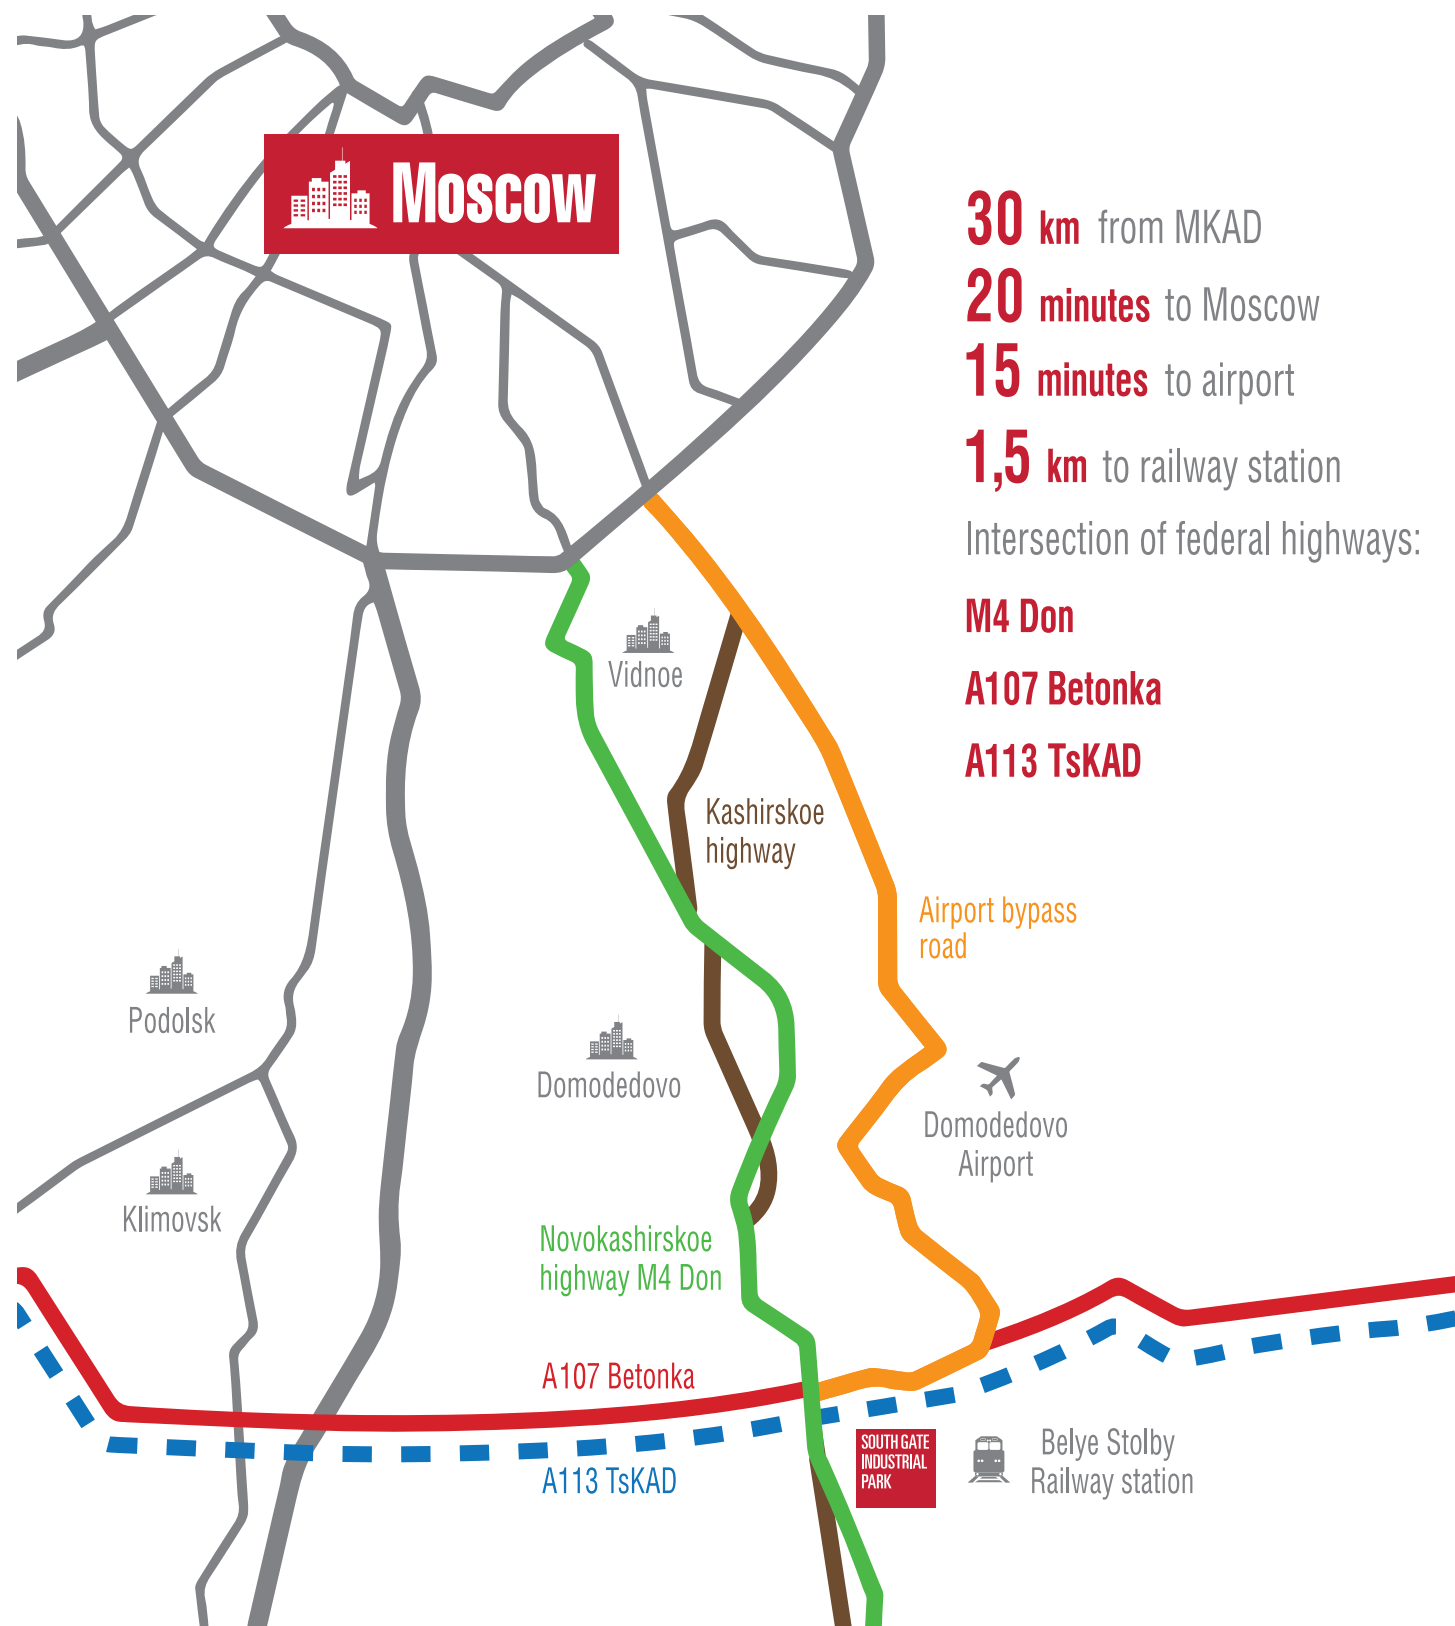 Moscow
30 km from MKAD
20 minutes to Moscow
15 minutes to airport
1,5 km to railway station
Intersection of federal highways:
M4 Don
A107 Betonka
A113 TsKAD
Vidnoe
Kashirskoe
highway
Airport bypass
road
Podolsk
Domodedovo
Domodedovo
Airport
Klimovsk
Novokashirskoe
highway M4 Don
A107 Betonka
A113 TsKAD
SOUTH GATE
INDUSTRIAL
PARK
Belye Stolby
Railway station